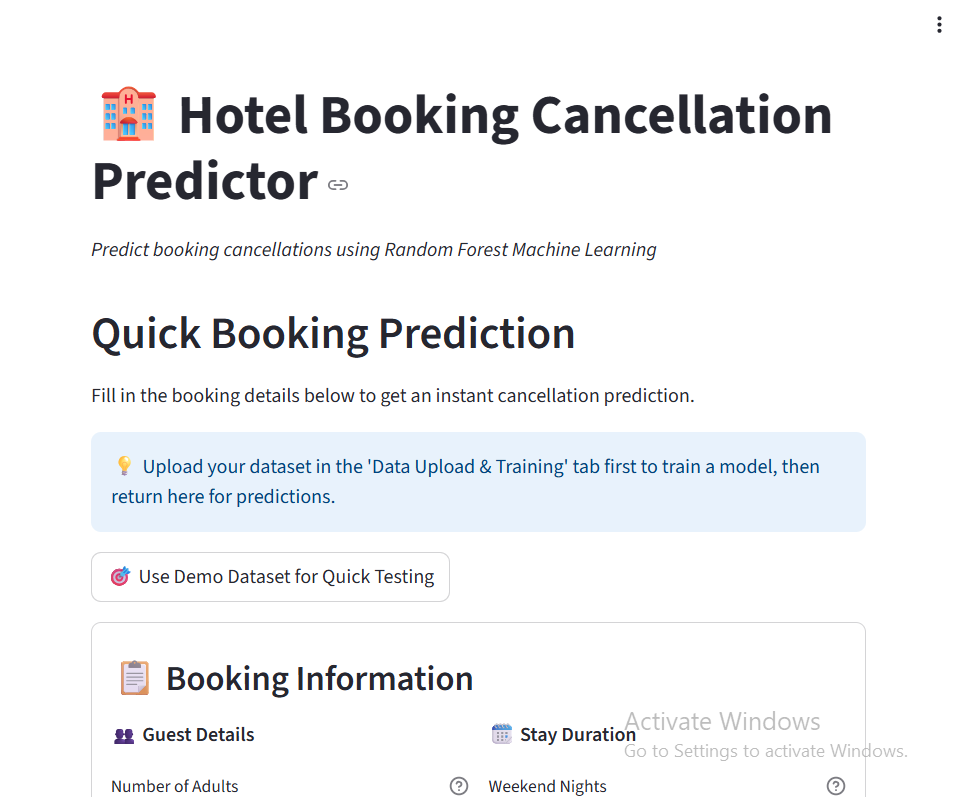 🏨 Hotel Booking Cancellation
Predictor
Predict booking cancellations using Random Forest Machine Learning
Quick Booking Prediction
Fill in the booking details below to get an instant cancellation prediction.
💡 Upload your dataset in the 'Data Upload & Training' tab first to train a model, then
return here for predictions.
🎯 Use Demo Dataset for Quick Testing
📋 Booking Information
👥 Guest Details
🗓️ Stay Duration
Number of Adults
Weekend Nights
Activate Windows
Go to Settings to activate Windows.